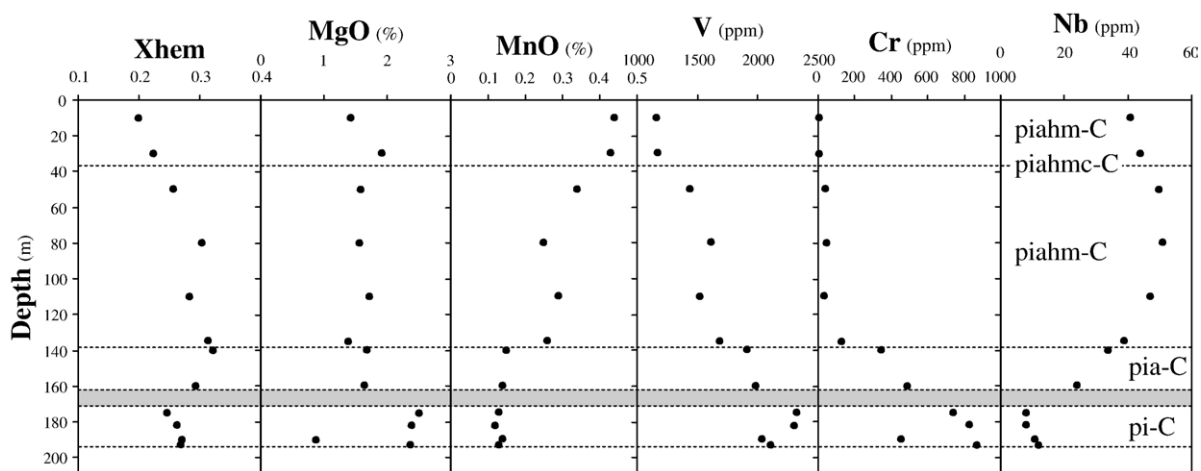 Xhem MgO (%) MnO (%) V (ppm) Cr (ppm) Nb (ppm)
0.2 0.3 0 1 2 3 0.1 0.2 0.3 0.4 1000 1500 2000 2500 200 400 600 800 0 20 40 60
0.1 0.4 0 0.5 0 1000
0
20
40
60
80
100
120
140
160
180
200
Depth (m)
piahm-C
piahmc-C
piahm-C
pia-C
pi-C